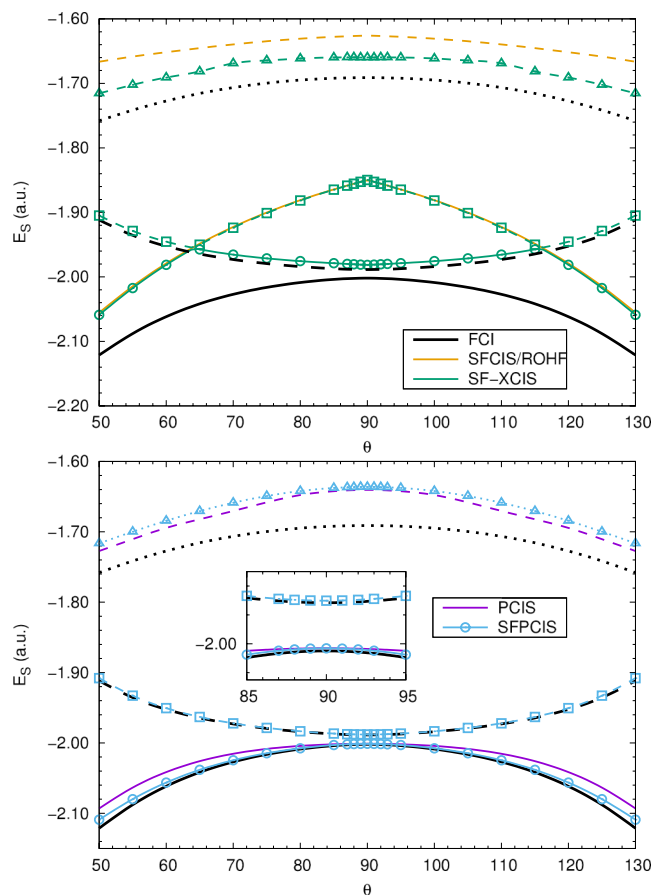 -1.60
-1.70
-1.80
-1.90
-2.00
-2.10
-2.20
E_S (a.u.)
50 60 70 80 90 100 110 120 130
θ
FCI
SFCIS/ROHF
SF-XCIS
-1.60
-1.70
-1.80
-1.90
-2.00
-2.10
E_S (a.u.)
-2.00
85 90 95
PCIS
SFPCIS
50 60 70 80 90 100 110 120 130
θ